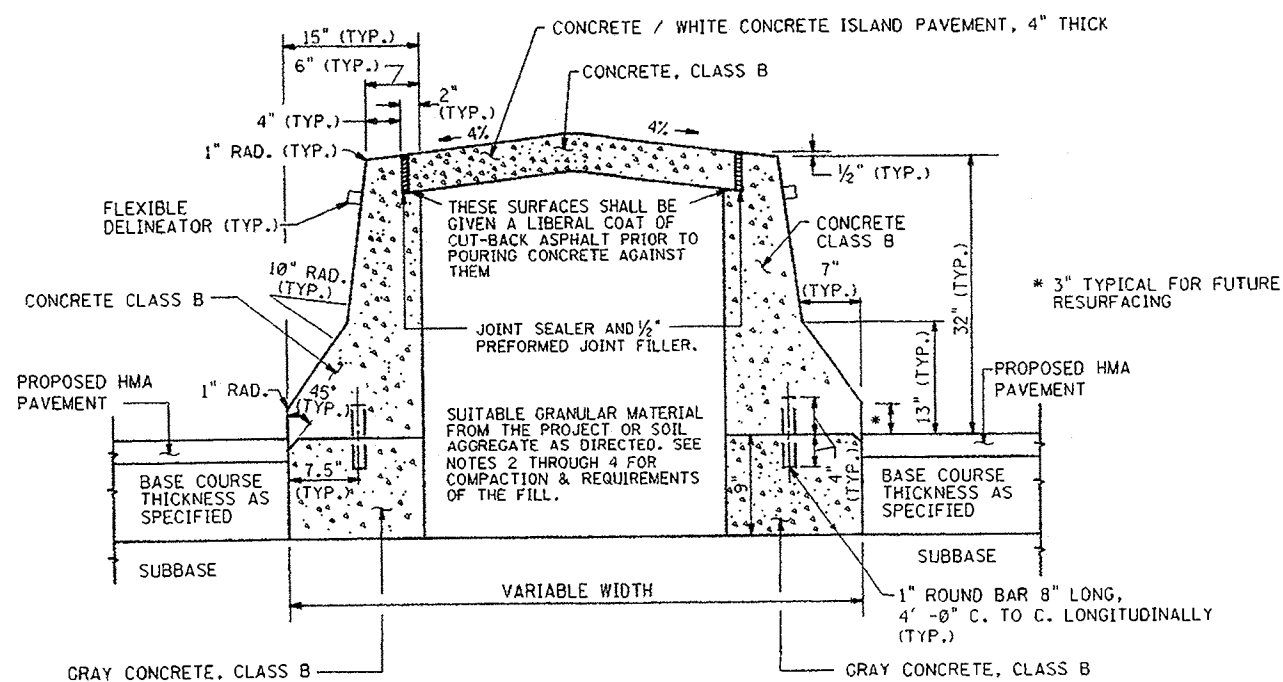 15" (TYP.)
6" (TYP.)
2"
(TYP.)
4" (TYP.)
1" RAD. (TYP.)
4%
4%
CONCRETE / WHITE CONCRETE ISLAND PAVEMENT, 4" THICK
CONCRETE, CLASS B
½" (TYP.)
FLEXIBLE
DELINEATOR (TYP.)
THESE SURFACES SHALL BE
GIVEN A LIBERAL COAT OF
CUT-BACK ASPHALT PRIOR TO
POURING CONCRETE AGAINST
THEM
CONCRETE
CLASS B
10" RAD.
(TYP.)
7"
(TYP.)
32" (TYP.)
* 3" TYPICAL FOR FUTURE
RESURFACING
CONCRETE CLASS B
JOINT SEALER AND ½"
PREFORMED JOINT FILLER.
PROPOSED HMA
PAVEMENT
1" RAD.
45°
(TYP.)
13" (TYP.)
*
PROPOSED HMA
PAVEMENT
SUITABLE GRANULAR MATERIAL
FROM THE PROJECT OR SOIL
AGGREGATE AS DIRECTED. SEE
NOTES 2 THROUGH 4 FOR
COMPACTION & REQUIREMENTS
OF THE FILL.
7.5"
(TYP.)
9"
4"
(TYP.)
BASE COURSE
THICKNESS AS
SPECIFIED
BASE COURSE
THICKNESS AS
SPECIFIED
SUBBASE
SUBBASE
VARIABLE WIDTH
1" ROUND BAR 8" LONG,
4' -0" C. TO C. LONGITUDINALLY
(TYP.)
GRAY CONCRETE, CLASS B
GRAY CONCRETE, CLASS B